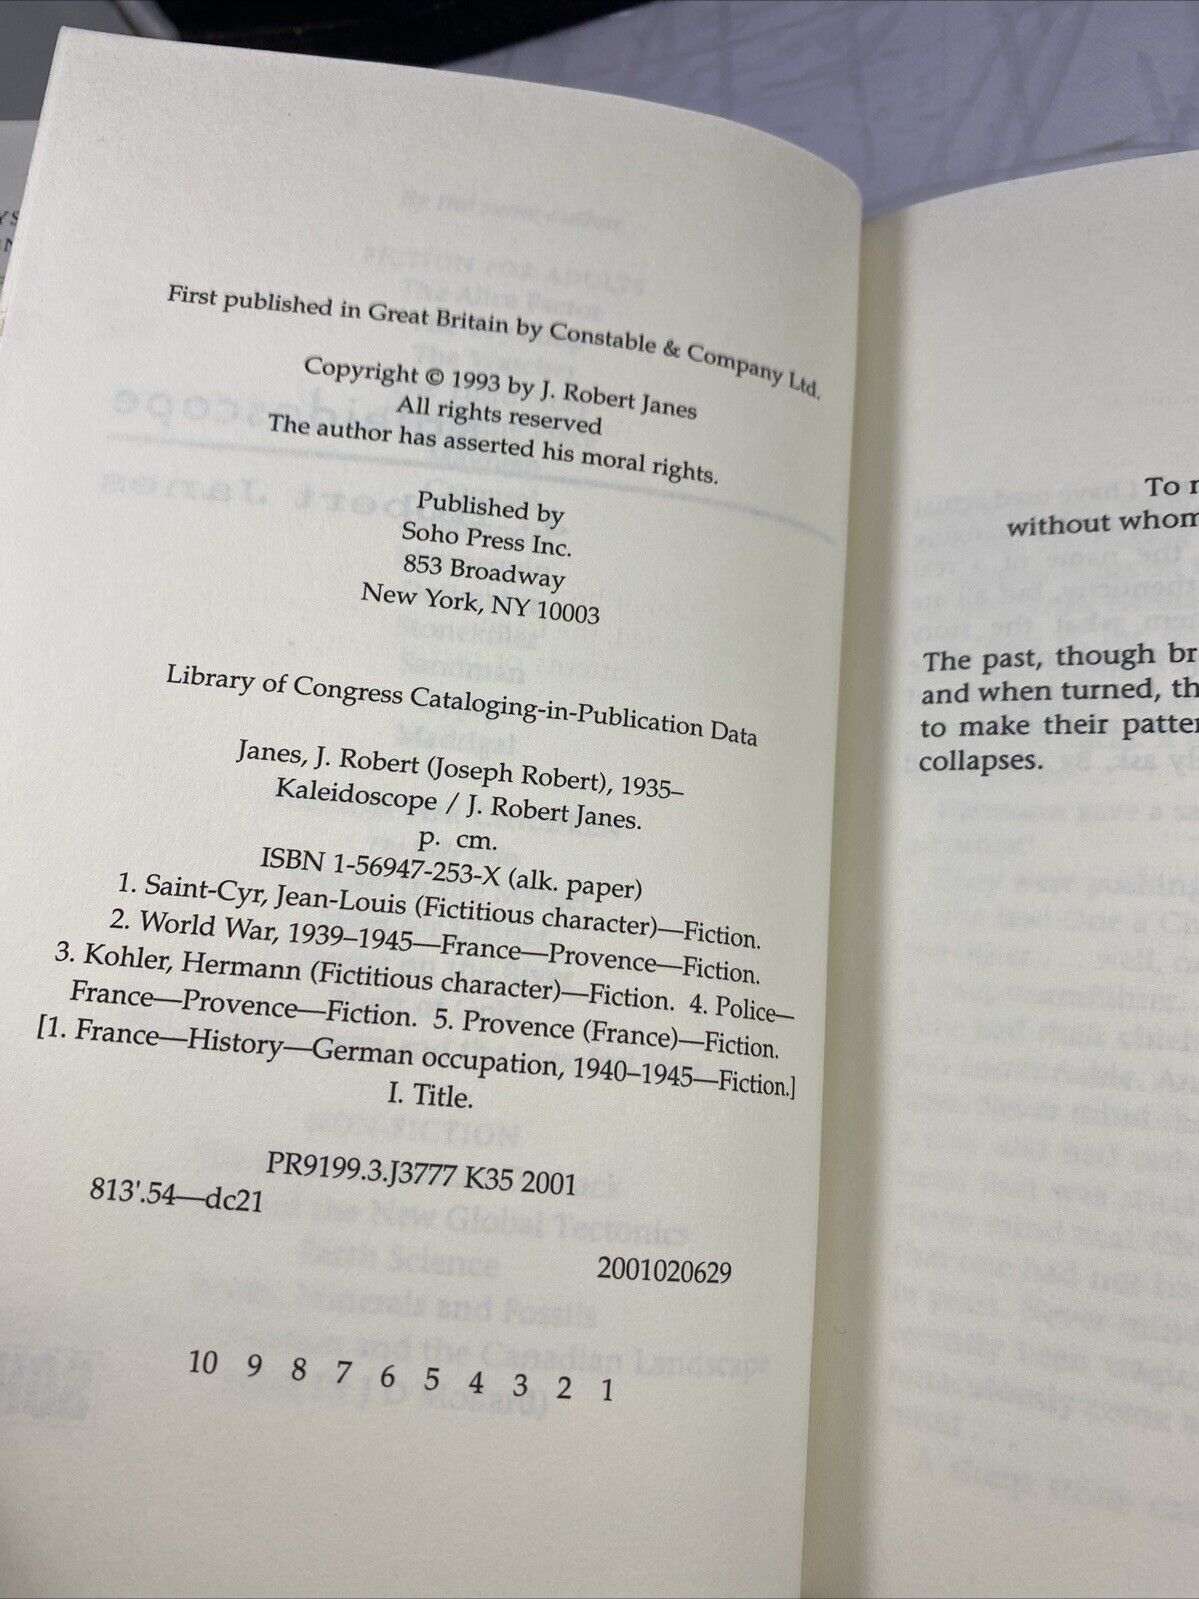 First published in Great Britain by Constable & Company Ltd.
Copyright © 1993 by J. Robert Janes
All rights reserved
The author has asserted his moral rights.
Published by
Soho Press Inc.
853 Broadway
New York, NY 10003
Library of Congress Cataloging-in-Publication Data
Janes, J. Robert (Joseph Robert), 1935–
Kaleidoscope / J. Robert Janes.
p. cm.
ISBN 1-56947-253-X (alk. paper)
1. Saint-Cyr, Jean-Louis (Fictitious character)—Fiction.
2. World War, 1939–1945—France—Provence—Fiction.
3. Kohler, Hermann (Fictitious character)—Fiction. 4. Police—
France—Provence—Fiction. 5. Provence (France)—Fiction.
[1. France—History—German occupation, 1940–1945—Fiction.]
I. Title.
PR9199.3.J3777 K35 2001
813'.54—dc21
2001020629
10 9 8 7 6 5 4 3 2 1
To
without whom
The past, though
and when turned,
to make their
collapses.